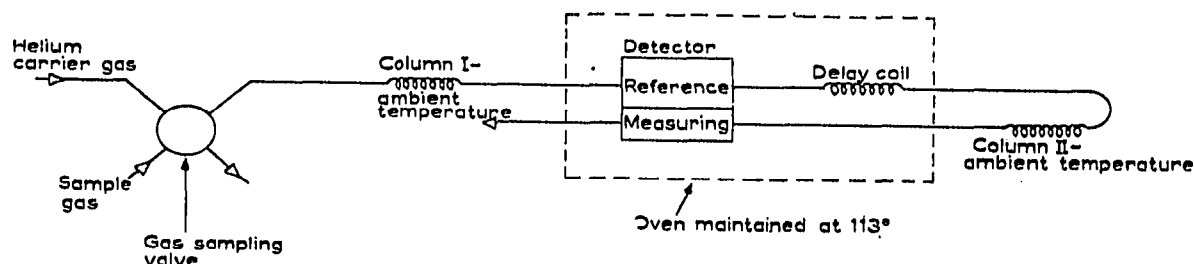 Helium
carrier gas
Sample
gas
Gas sampling
valve
Column I-
ambient
temperature
Detector
Reference
Measuring
Delay coil
Column II-
ambient temperature
Oven maintained at 113°